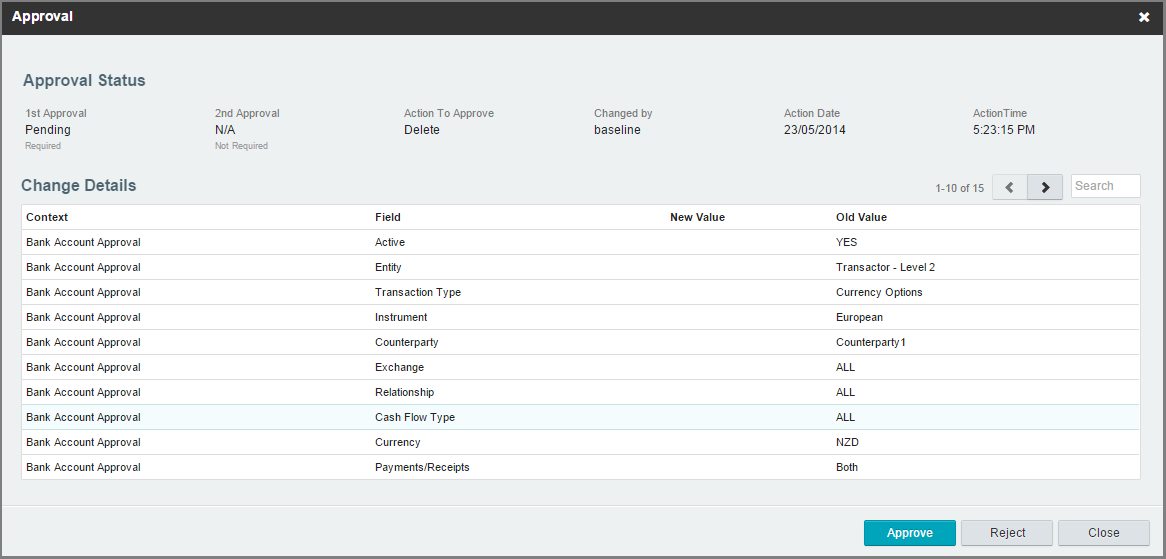 Approval
Approval Status
1st Approval 2nd Approval Action To Approve Changed by Action Date ActionTime
Pending N/A Delete baseline 23/05/2014 5:23:15 PM
Required Not Required
Change Details 1-10 of 15 Search
Context Field New Value Old Value
Bank Account Approval Active YES
Bank Account Approval Entity Transactor - Level 2
Bank Account Approval Transaction Type Currency Options
Bank Account Approval Instrument European
Bank Account Approval Counterparty Counterparty1
Bank Account Approval Exchange ALL
Bank Account Approval Relationship ALL
Bank Account Approval Cash Flow Type ALL
Bank Account Approval Currency NZD
Bank Account Approval Payments/Receipts Both
Approve Reject Close